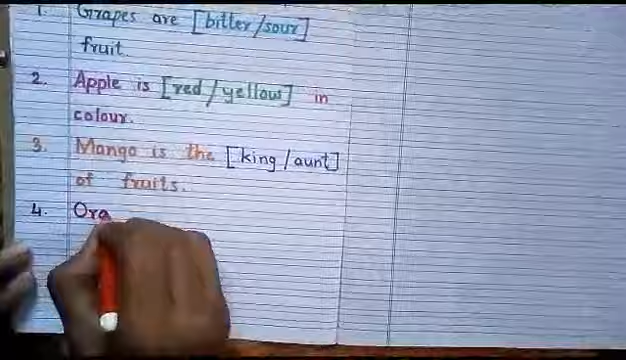 1. Grapes are [bitter/sour]
fruit
2. Apple is [red/yellow] in
colour.
3. Mango is the [king/aunt]
of fruits.
4. Ora